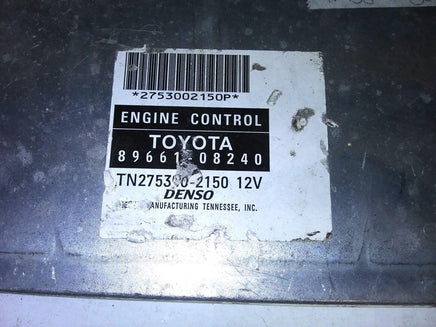 *2753002150P*
ENGINE CONTROL
TOYOTA
89661-08240
TN275300-2150 12V
DENSO
MANUFACTURING TENNESSEE, INC.